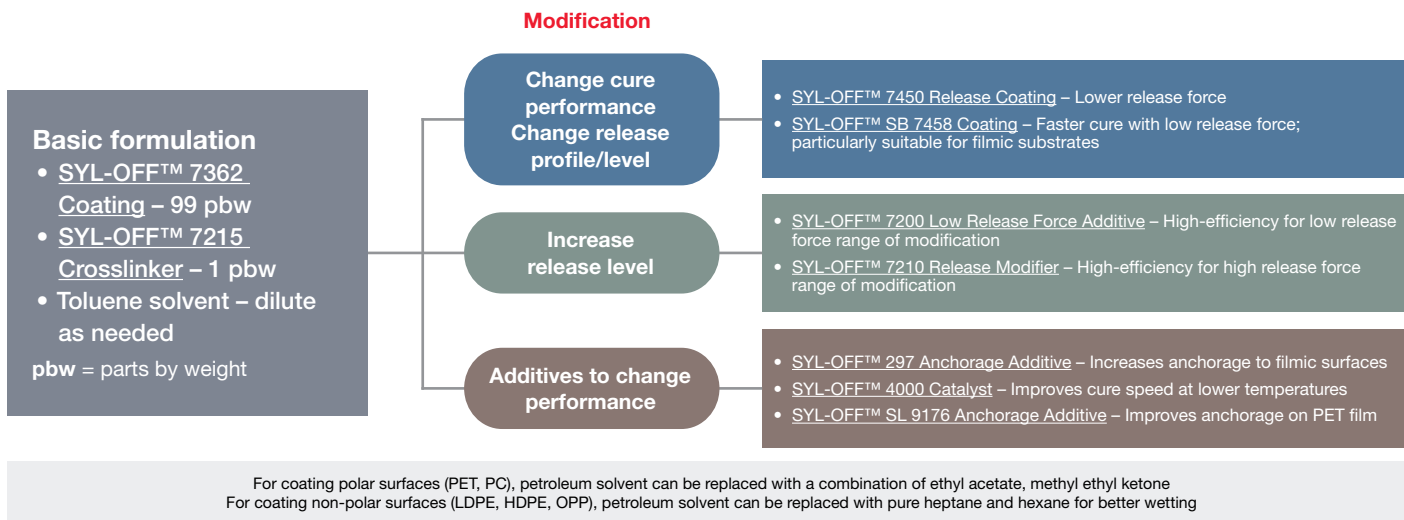 Modification
Basic formulation
• SYL-OFF™ 7362
Coating – 99 pbw
• SYL-OFF™ 7215
Crosslinker – 1 pbw
• Toluene solvent – dilute
as needed
pbw = parts by weight
Change cure
performance
Change release
profile/level
• SYL-OFF™ 7450 Release Coating – Lower release force
• SYL-OFF™ SB 7458 Coating – Faster cure with low release force;
particularly suitable for filmic substrates
Increase
release level
• SYL-OFF™ 7200 Low Release Force Additive – High-efficiency for low release
force range of modification
• SYL-OFF™ 7210 Release Modifier – High-efficiency for high release force
range of modification
Additives to change
performance
• SYL-OFF™ 297 Anchorage Additive – Increases anchorage to filmic surfaces
• SYL-OFF™ 4000 Catalyst – Improves cure speed at lower temperatures
• SYL-OFF™ SL 9176 Anchorage Additive – Improves anchorage on PET film
For coating polar surfaces (PET, PC), petroleum solvent can be replaced with a combination of ethyl acetate, methyl ethyl ketone
For coating non-polar surfaces (LDPE, HDPE, OPP), petroleum solvent can be replaced with pure heptane and hexane for better wetting